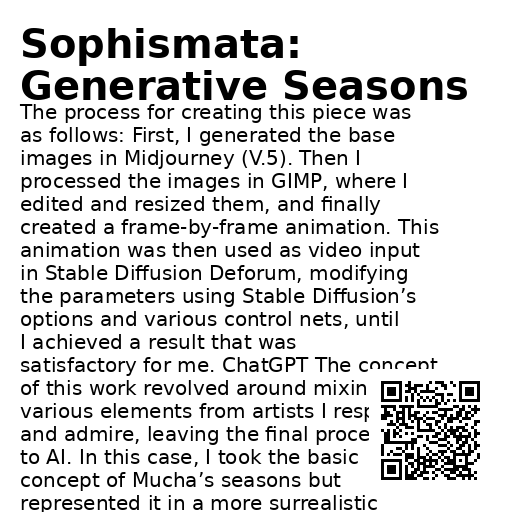 Sophismata:
Generative Seasons
The process for creating this piece was
as follows: First, I generated the base
images in Midjourney (V.5). Then I
processed the images in GIMP, where I
edited and resized them, and finally
created a frame-by-frame animation. This
animation was then used as video input
in Stable Diffusion Deforum, modifying
the parameters using Stable Diffusion’s
options and various control nets, until
I achieved a result that was
satisfactory for me. ChatGPT The concept
of this work revolved around mixin
various elements from artists I resp
and admire, leaving the final proce
to AI. In this case, I took the basic
concept of Mucha’s seasons but
represented it in a more surrealistic